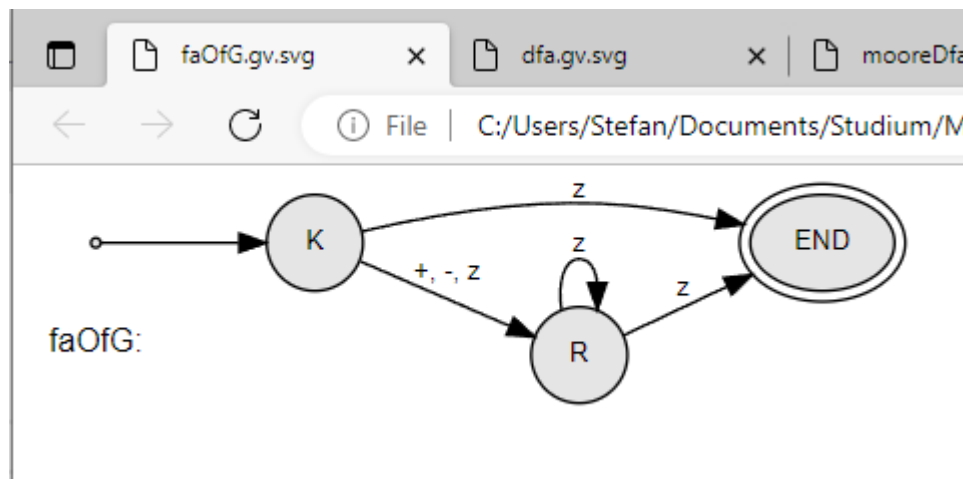 faOfG.gv.svg dfa.gv.svg mooreDfa
File C:/Users/Stefan/Documents/Studium/M
z
K z END
+, -, z z
faOfG: R